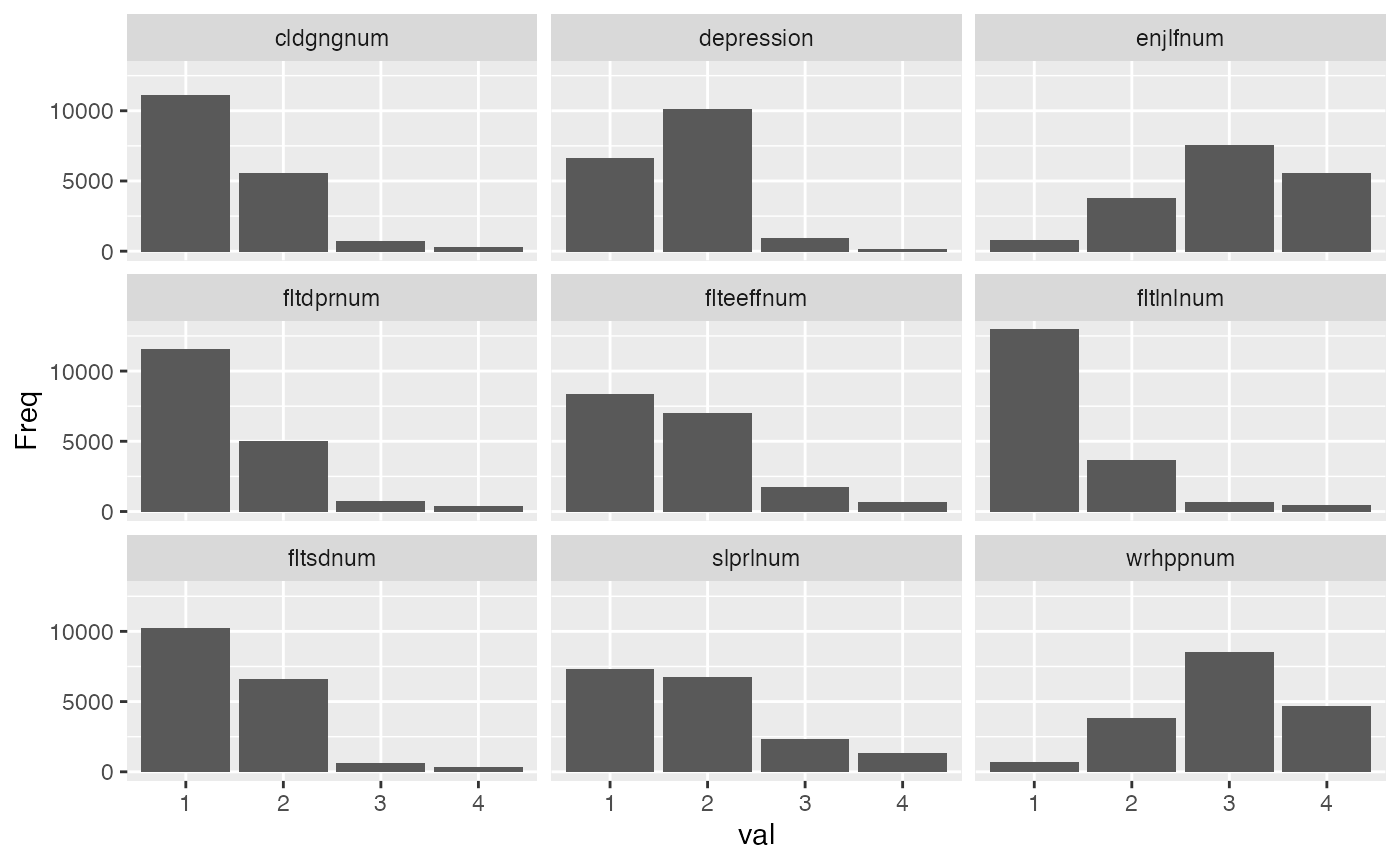 cldgngnum depression enjlfnum
10000
5000
0
fltdprnum flteeffnum fltlnlnum
10000
5000
0
Freq
fltsdnum slprlnum wrhppnum
10000
5000
0
1 2 3 4 1 2 3 4 1 2 3 4
val